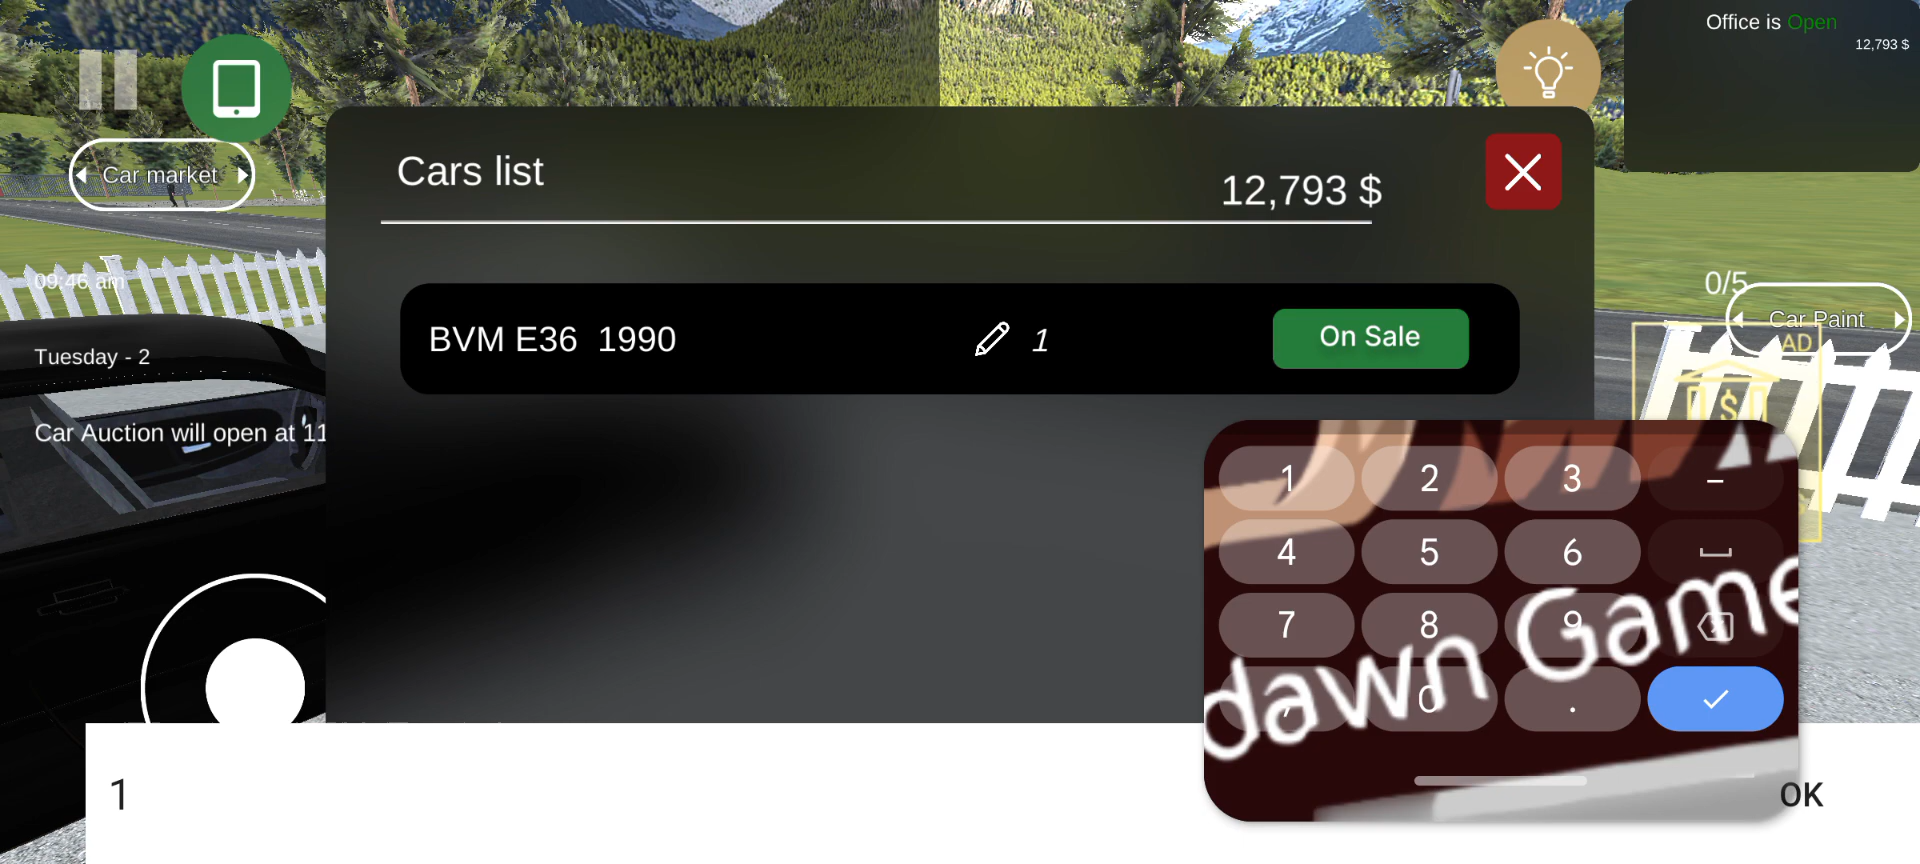 Office is Open
12,793 $
Car market
Cars list
12,793 $
09:46 am
0/5
Car Paint
AD
$
BVM E36 1990
1
On Sale
Tuesday - 2
Car Auction will open at 11
1 2 3 –
4 5 6
7 8 9
, 0 .
dawn Game
1
OK